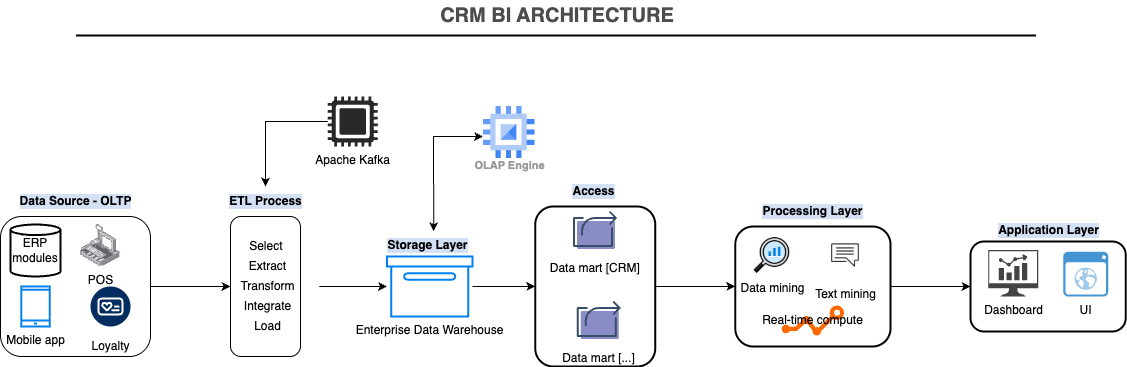 CRM BI ARCHITECTURE
Apache Kafka
OLAP Engine
Data Source - OLTP
ERP
modules
POS
Mobile app
Loyalty
ETL Process
Select
Extract
Transform
Integrate
Load
Storage Layer
Enterprise Data Warehouse
Access
Data mart [CRM]
Data mart [...]
Processing Layer
Data mining
Text mining
Real-time compute
Application Layer
Dashboard
UI